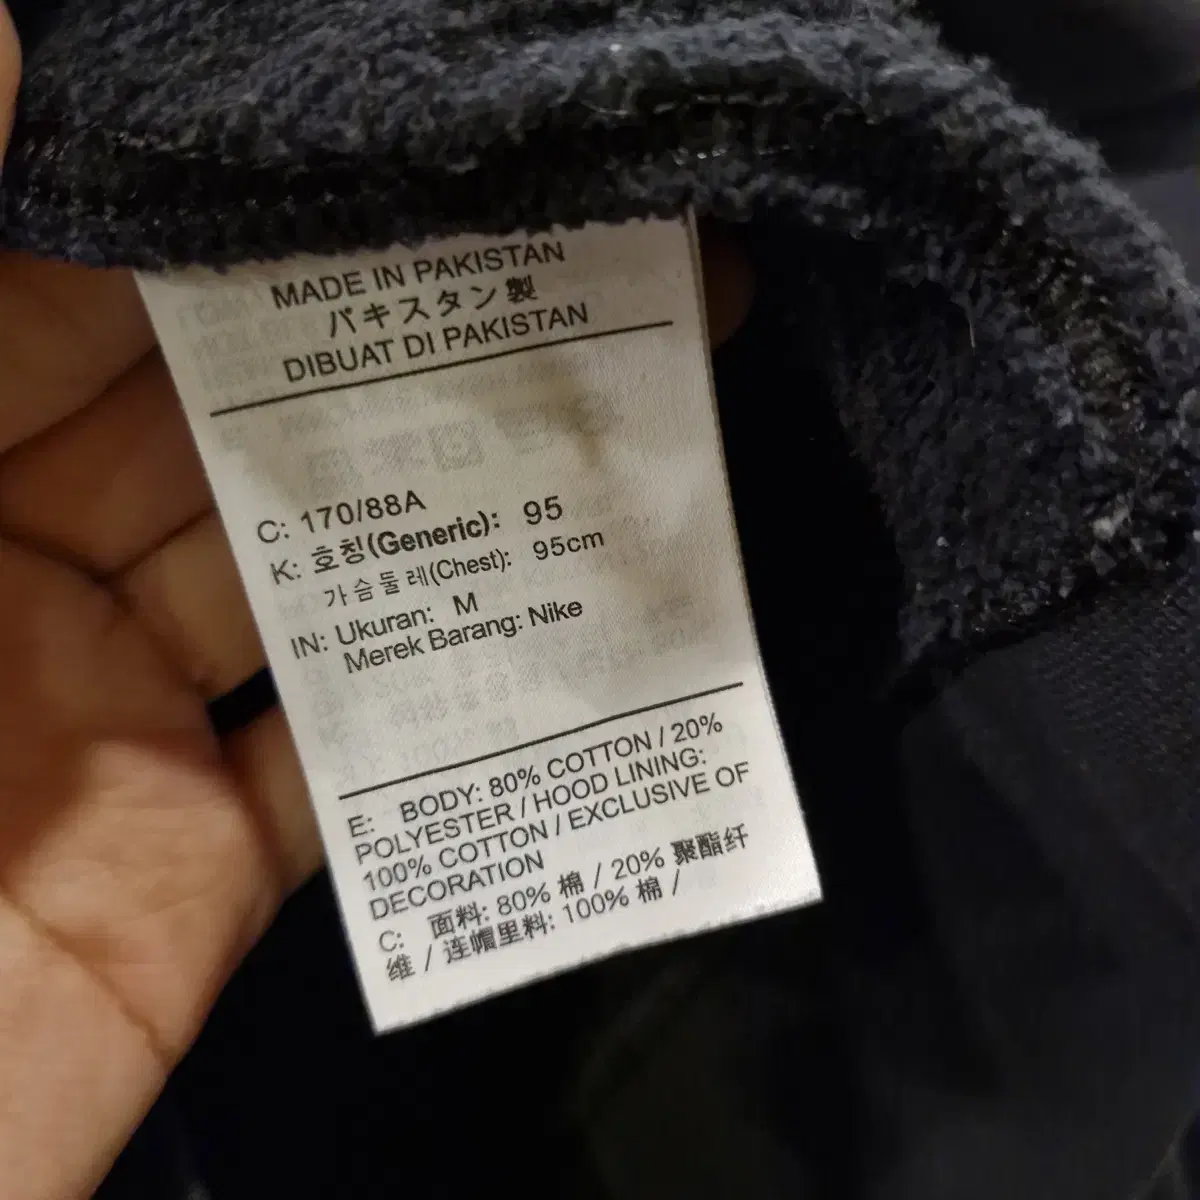 MADE IN PAKISTAN
パキスタン製
DIBUAT DI PAKISTAN
C: 170/88A
K: 호칭(Generic): 95
가슴둘레(Chest): 95cm
IN: Ukuran: M
Merek Barang: Nike
E: BODY: 80% COTTON / 20%
POLYESTER / HOOD LINING:
100% COTTON / EXCLUSIVE OF
DECORATION
C: 面料: 80% 棉 / 20% 聚酯纤
维 / 连帽里料: 100% 棉 /